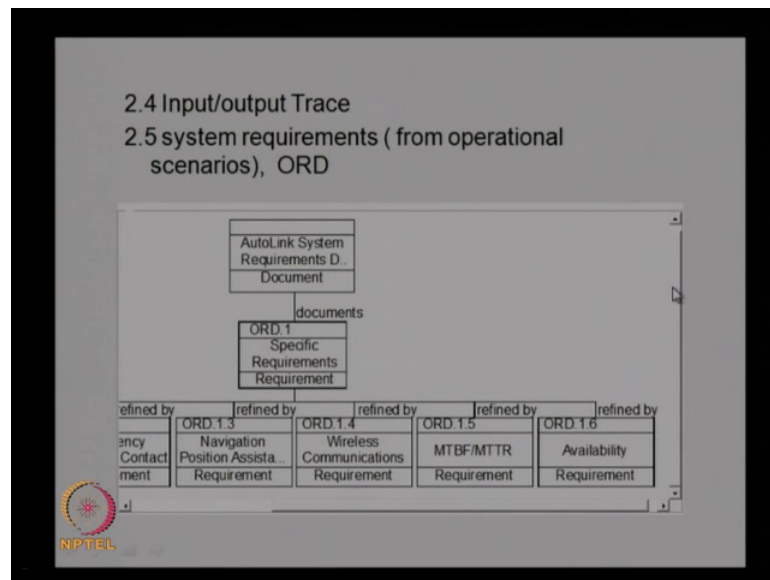 2.4 Input/output Trace
2.5 system requirements ( from operational
scenarios), ORD
AutoLink System
Requirements D..
Document
documents
ORD.1
Specific
Requirements
Requirement
refined by refined by refined by refined by refined by
ency
Contact
ment
ORD.1.3
Navigation
Position Assista...
Requirement
ORD.1.4
Wireless
Communications
Requirement
ORD.1.5
MTBF/MTTR
Requirement
ORD.1.6
Availability
Requirement
NPTEL